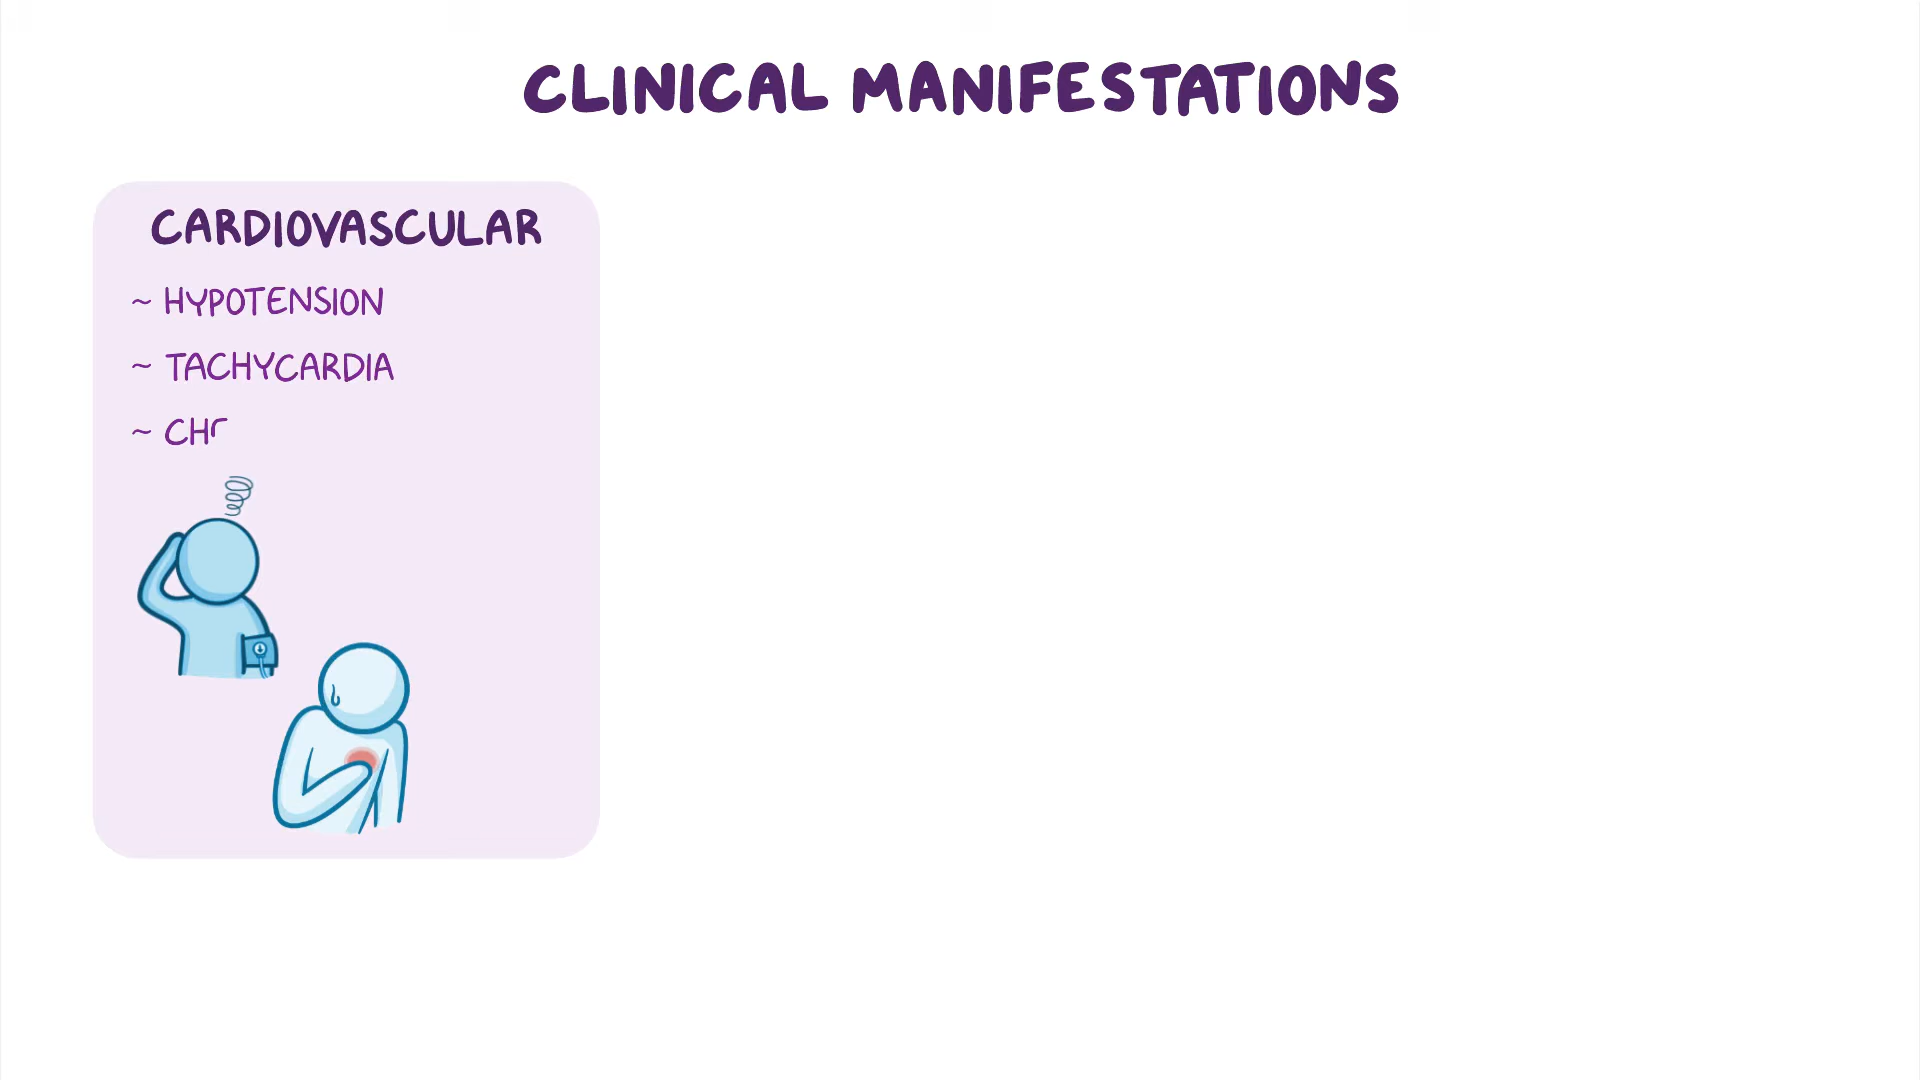 CLINICAL MANIFESTATIONS
CARDIOVASCULAR
~ HYPOTENSION
~ TACHYCARDIA
~ CH